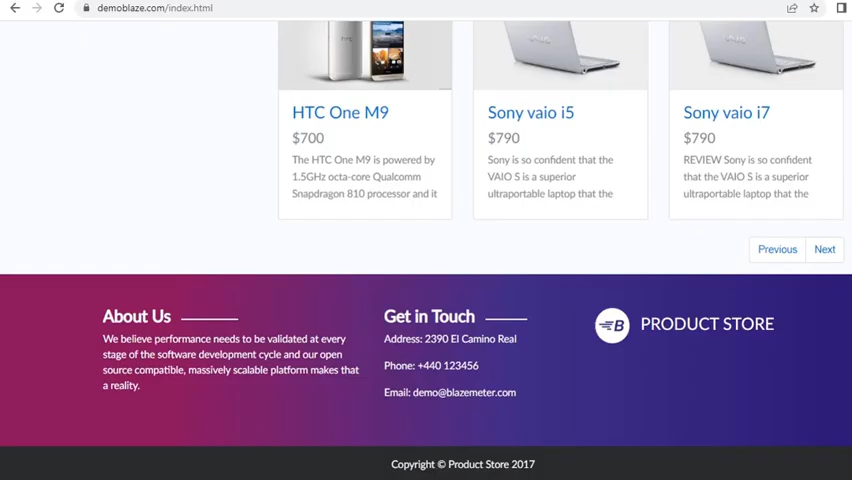 demoblaze.com/index.html
hTC
VAIO
VAIO
HTC One M9
$700
The HTC One M9 is powered by
1.5GHz octa-core Qualcomm
Snapdragon 810 processor and it
Sony vaio i5
$790
Sony is so confident that the
VAIO S is a superior
ultraportable laptop that the
Sony vaio i7
$790
REVIEW Sony is so confident
that the VAIO S is a superior
ultraportable laptop that the
Previous
Next
About Us
We believe performance needs to be validated at every
stage of the software development cycle and our open
source compatible, massively scalable platform makes that
a reality.
Get in Touch
Address: 2390 El Camino Real
Phone: +440 123456
Email: demo@blazemeter.com
B PRODUCT STORE
Copyright © Product Store 2017